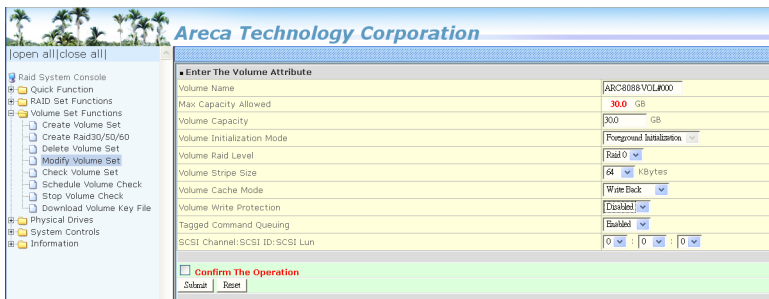 Areca Technology Corporation
|open all|close all|
Raid System Console
Quick Function
RAID Set Functions
Volume Set Functions
Create Volume Set
Create Raid30/50/60
Delete Volume Set
Modify Volume Set
Check Volume Set
Schedule Volume Check
Stop Volume Check
Download Volume Key File
Physical Drives
System Controls
Information
Enter The Volume Attribute
Volume Name ARC-8088-VOL#000
Max Capacity Allowed 30.0 GB
Volume Capacity 30.0 GB
Volume Initialization Mode Foreground Initialization
Volume Raid Level Raid 0
Volume Stripe Size 64 KBytes
Volume Cache Mode Write Back
Volume Write Protection Disabled
Tagged Command Queuing Enabled
SCSI Channel:SCSI ID:SCSI Lun 0 : 0 : 0
Confirm The Operation
Submit Reset